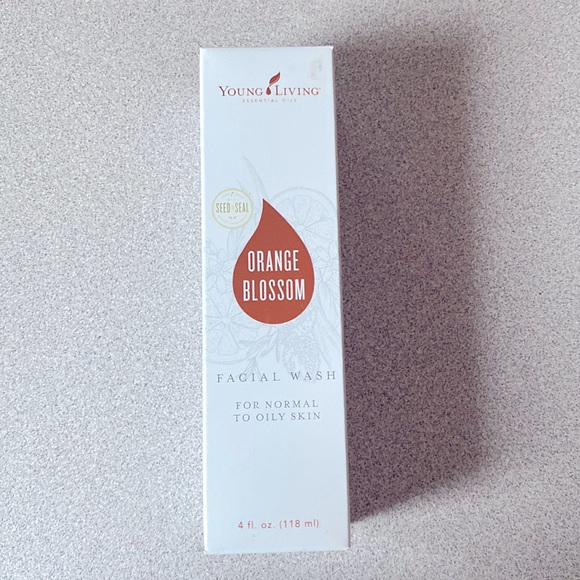 YOUNG LIVING®
ESSENTIAL OILS
SEED TO SEAL
ORANGE
BLOSSOM
FACIAL WASH
FOR NORMAL
TO OILY SKIN
4 fl. oz. (118 ml)